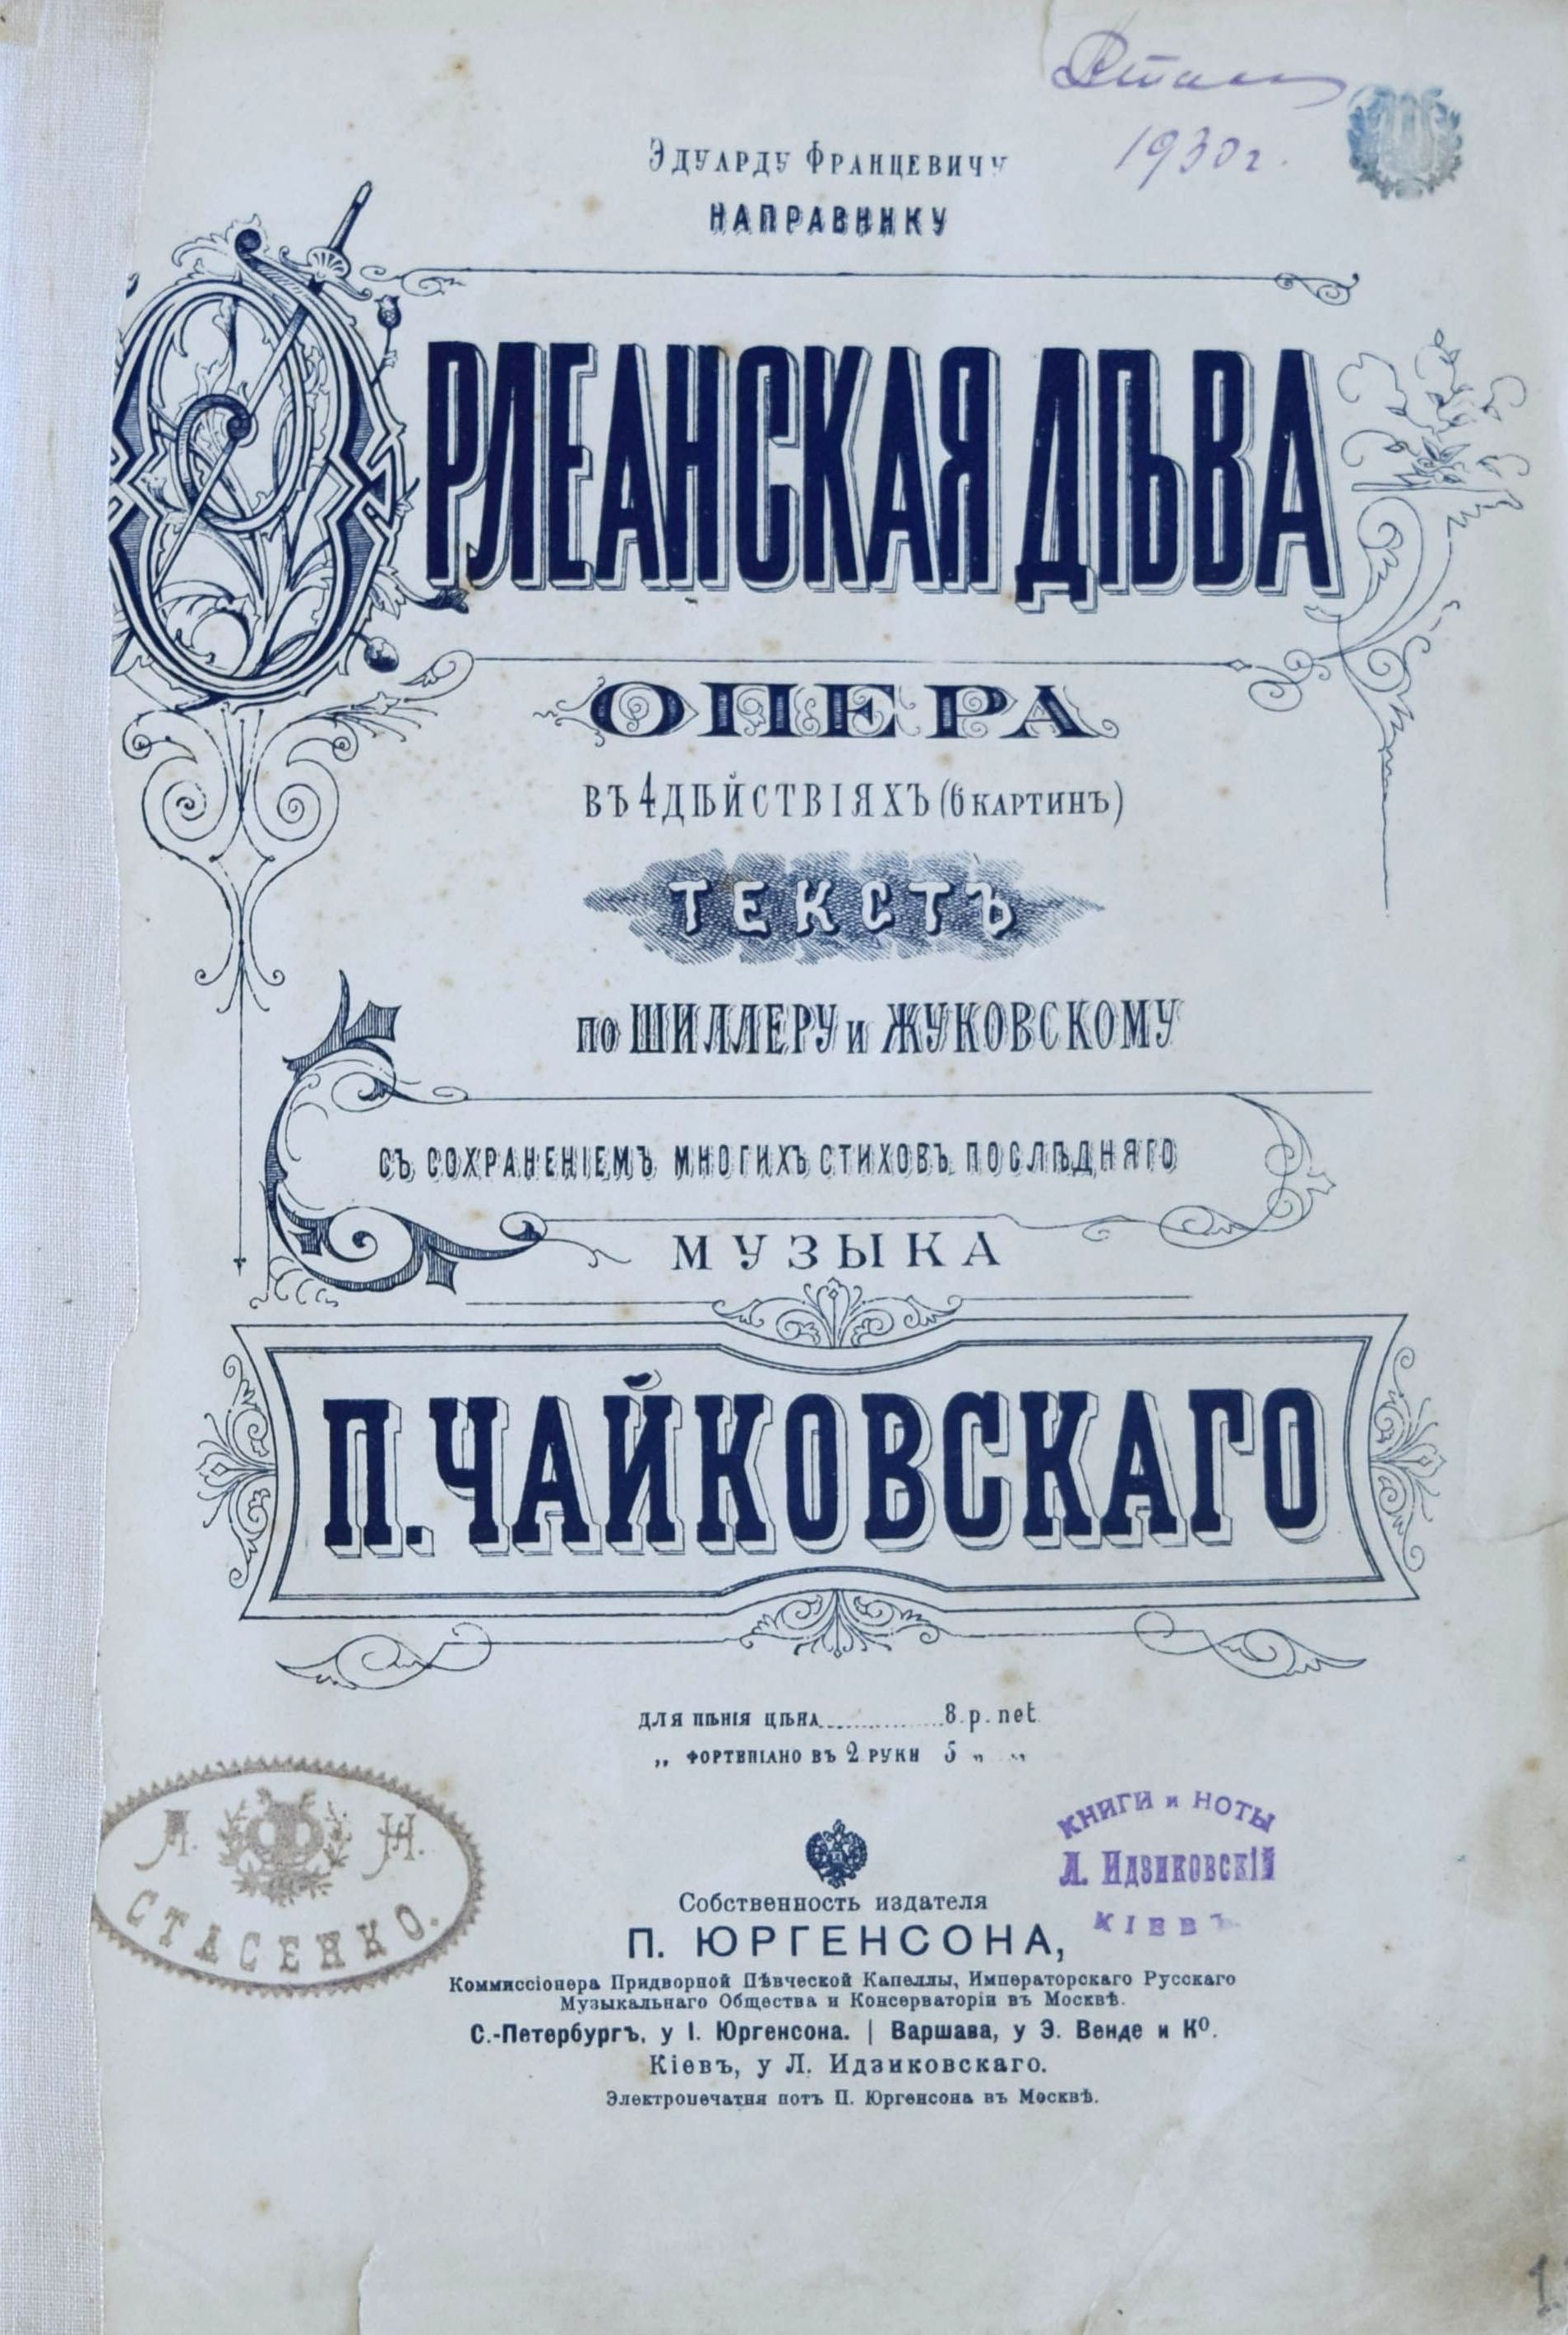 1930 г.
Эдуарду Францевичу
НАПРАВНИКУ
ОРЛЕАНСКАЯ ДѢВА
ОПЕРА
ВЪ 4 ДѢЙСТВІЯХЪ (6 КАРТИНЪ)
ТЕКСТЪ
ПО ШИЛЛЕРУ И ЖУКОВСКОМУ
СЪ СОХРАНЕНІЕМЪ МНОГИХЪ СТИХОВЪ ПОСЛѢДНЯГО
МУЗЫКА
П. ЧАЙКОВСКАГО
ДЛЯ ПѢНІЯ ЦѢНА 8 р. net
„ ФОРТЕПІАНО ВЪ 2 РУКИ 5 „ „
А. Н.
СТАСЕНКО.
КНИГИ и НОТЫ
Л. ИДЗИКОВСКІЙ
КІЕВЪ
Собственность издателя
П. ЮРГЕНСОНА,
Коммиссіонера Придворной Пѣвческой Капеллы, Императорскаго Русскаго
Музыкальнаго Общества и Консерваторіи въ Москвѣ.
С.-Петербургъ, у І. Юргенсона. | Варшава, у Э. Венде и Ко.
Кіевъ, у Л. Идзиковскаго.
Электропечатня нотъ П. Юргенсона въ Москвѣ.